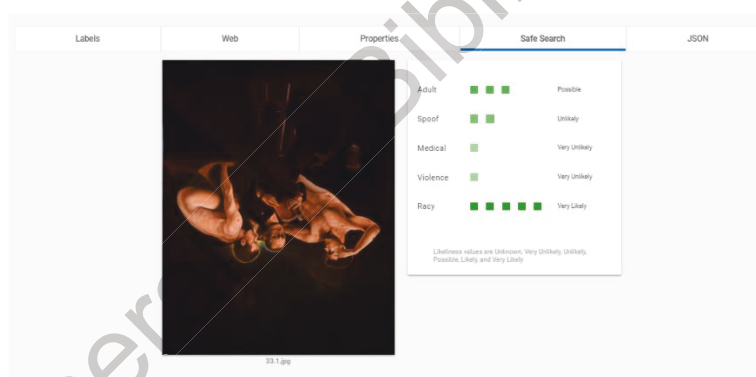 Labels
Web
Properties
Safe Search
JSON
Adult Possible
Spoof Unlikely
Medical Very Unlikely
Violence Very Unlikely
Racy Very Likely
Likeliness values are Unknown, Very Unlikely, Unlikely,
Possible, Likely, and Very Likely
33.1.jpg